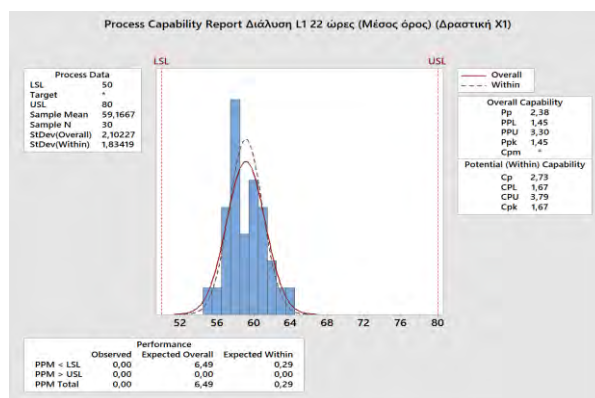 Process Capability Report Διάλυση L1 22 ώρες (Μέσος όρος) (Δραστική X1)
LSL USL
Process Data
LSL 50
Target *
USL 80
Sample Mean 59,1667
Sample N 30
StDev(Overall) 2,10227
StDev(Within) 1,83419
Overall
Within
Overall Capability
Pp 2,38
PPL 1,45
PPU 3,30
Ppk 1,45
Cpm *
Potential (Within) Capability
Cp 2,73
CPL 1,67
CPU 3,79
Cpk 1,67
52 56 60 64 68 72 76 80
Performance
Observed Expected Overall Expected Within
PPM < LSL 0,00 6,49 0,29
PPM > USL 0,00 0,00 0,00
PPM Total 0,00 6,49 0,29